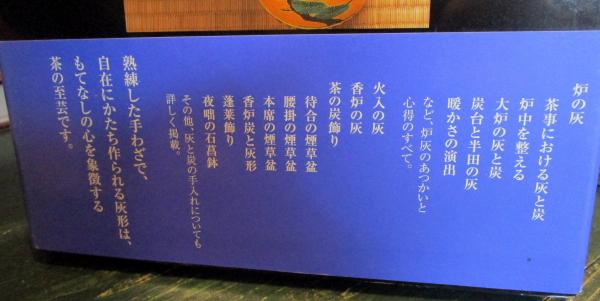 炉の灰
茶事における灰と炭
炉中を整える
大炉の灰と炭
炭台と半田の灰
暖かさの演出
など、炉灰のあつかいと
心得のすべて。
火入の灰
香炉の灰
茶の炭飾り
待合の煙草盆
腰掛の煙草盆
本席の煙草盆
香炉炭と灰形
蓬莱飾り
夜咄の石菖鉢
その他、灰と炭の手入れについても
詳しく掲載。
熟練した手わざで、
自在にかたち作られる灰形は、
もてなしの心を象徴する
茶の至芸です。